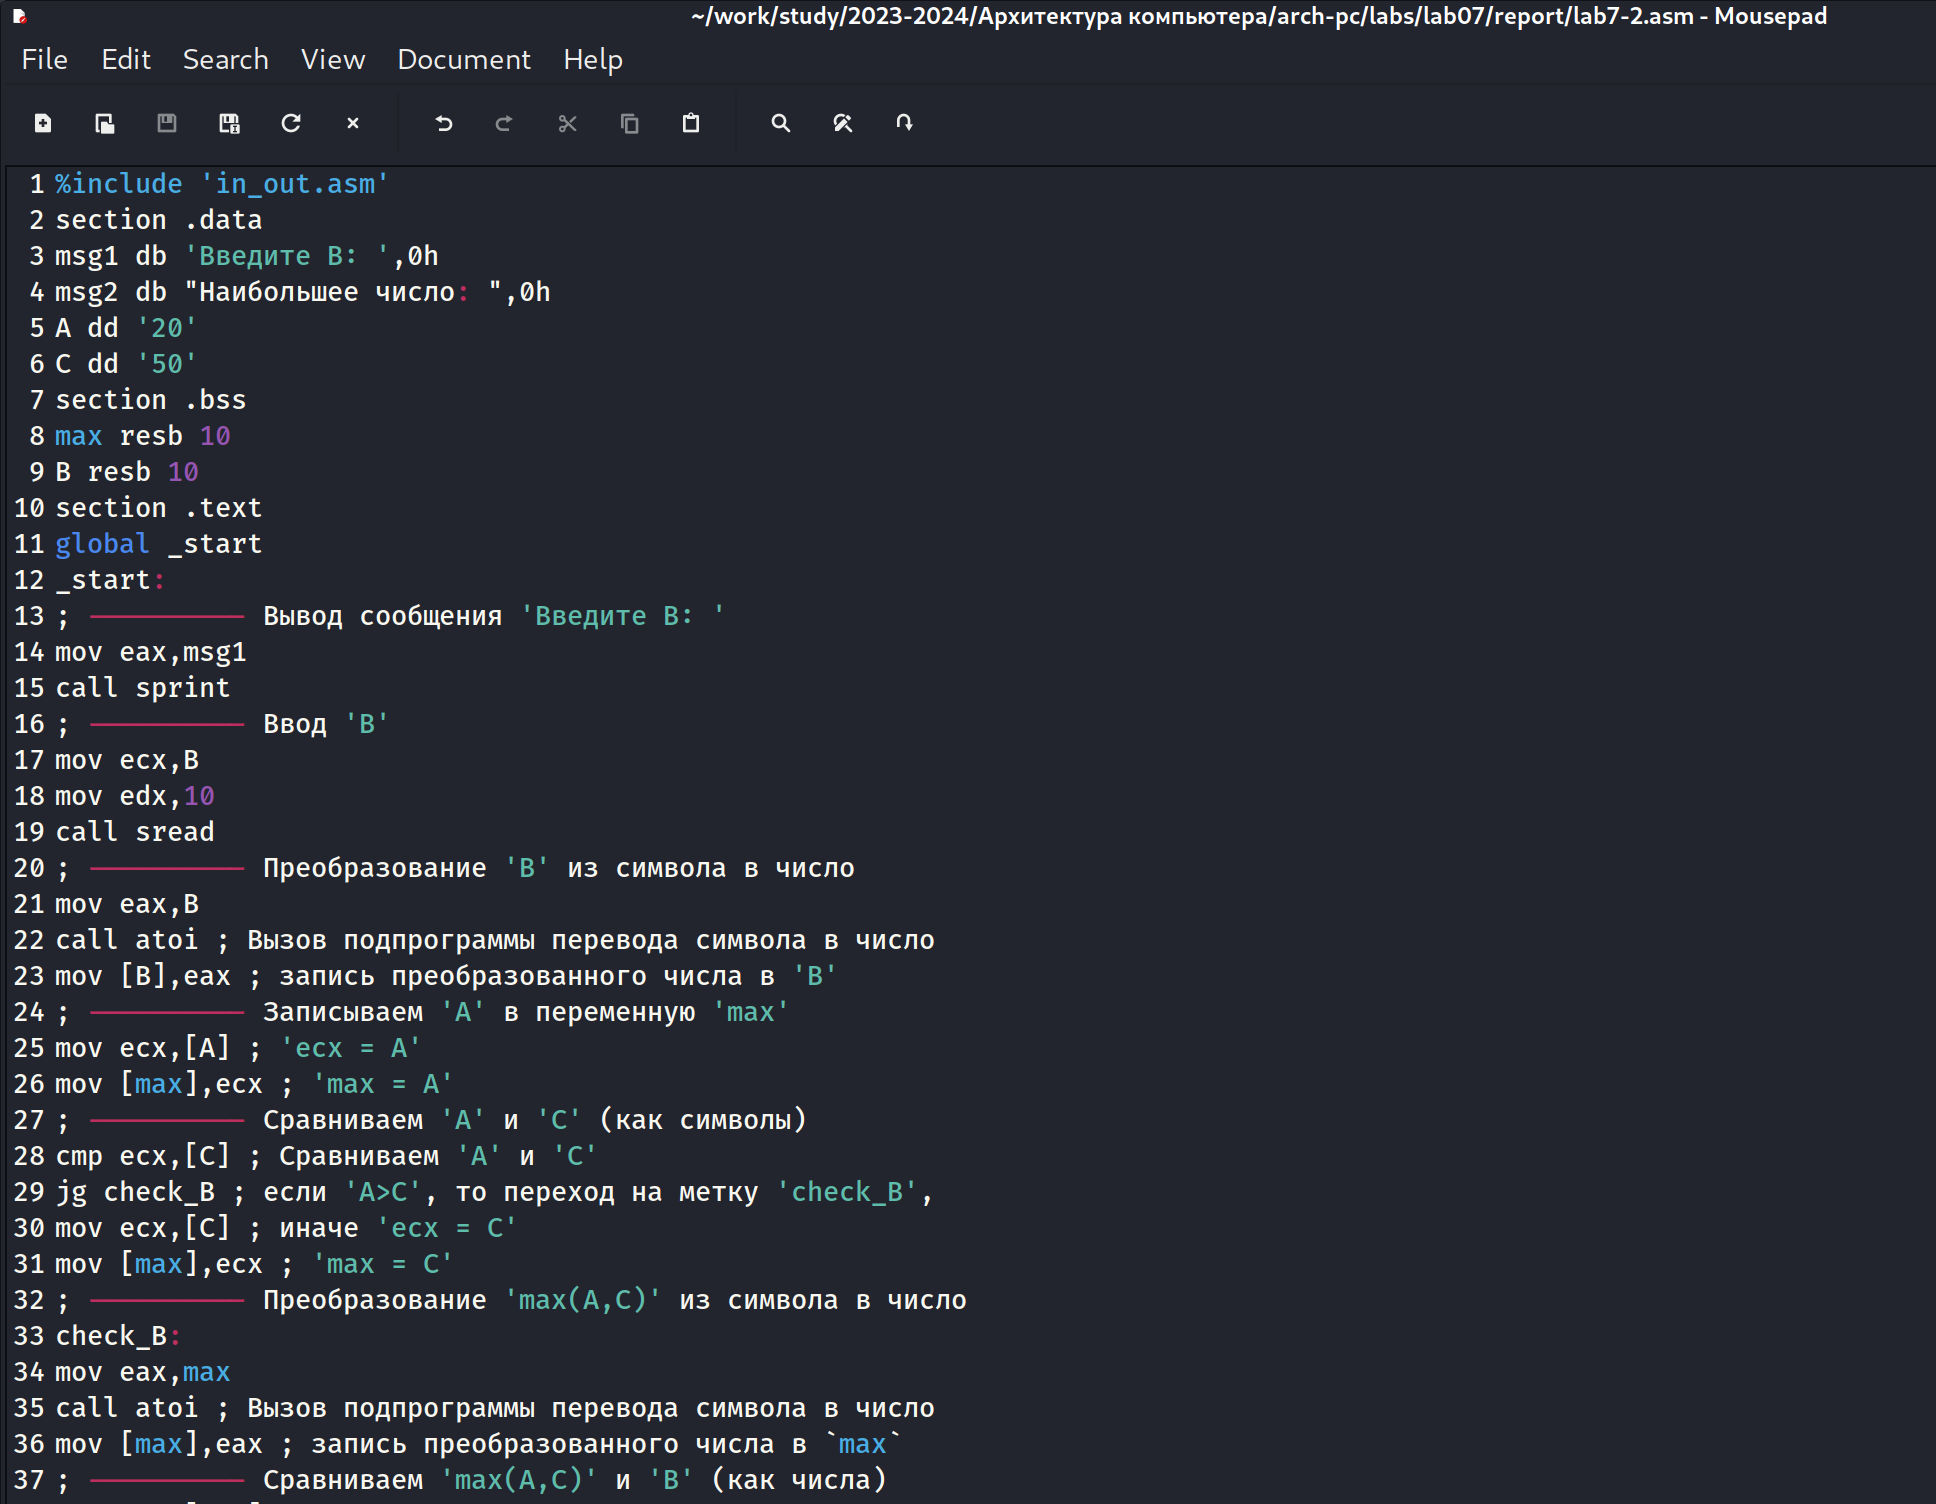 ~/work/study/2023-2024/Архитектура компьютера/arch-pc/labs/lab07/report/lab7-2.asm - Mousepad
File Edit Search View Document Help
1 %include 'in_out.asm'
2 section .data
3 msg1 db 'Введите B: ',0h
4 msg2 db "Наибольшее число: ",0h
5 A dd '20'
6 C dd '50'
7 section .bss
8 max resb 10
9 B resb 10
10 section .text
11 global _start
12 _start:
13 ; ---------- Вывод сообщения 'Введите B: '
14 mov eax,msg1
15 call sprint
16 ; ---------- Ввод 'B'
17 mov ecx,B
18 mov edx,10
19 call sread
20 ; ---------- Преобразование 'B' из символа в число
21 mov eax,B
22 call atoi ; Вызов подпрограммы перевода символа в число
23 mov [B],eax ; запись преобразованного числа в 'B'
24 ; ---------- Записываем 'A' в переменную 'max'
25 mov ecx,[A] ; 'ecx = A'
26 mov [max],ecx ; 'max = A'
27 ; ---------- Сравниваем 'A' и 'С' (как символы)
28 cmp ecx,[C] ; Сравниваем 'A' и 'С'
29 jg check_B ; если 'A>C', то переход на метку 'check_B',
30 mov ecx,[C] ; иначе 'ecx = C'
31 mov [max],ecx ; 'max = C'
32 ; ---------- Преобразование 'max(A,C)' из символа в число
33 check_B:
34 mov eax,max
35 call atoi ; Вызов подпрограммы перевода символа в число
36 mov [max],eax ; запись преобразованного числа в `max`
37 ; ---------- Сравниваем 'max(A,C)' и 'B' (как числа)